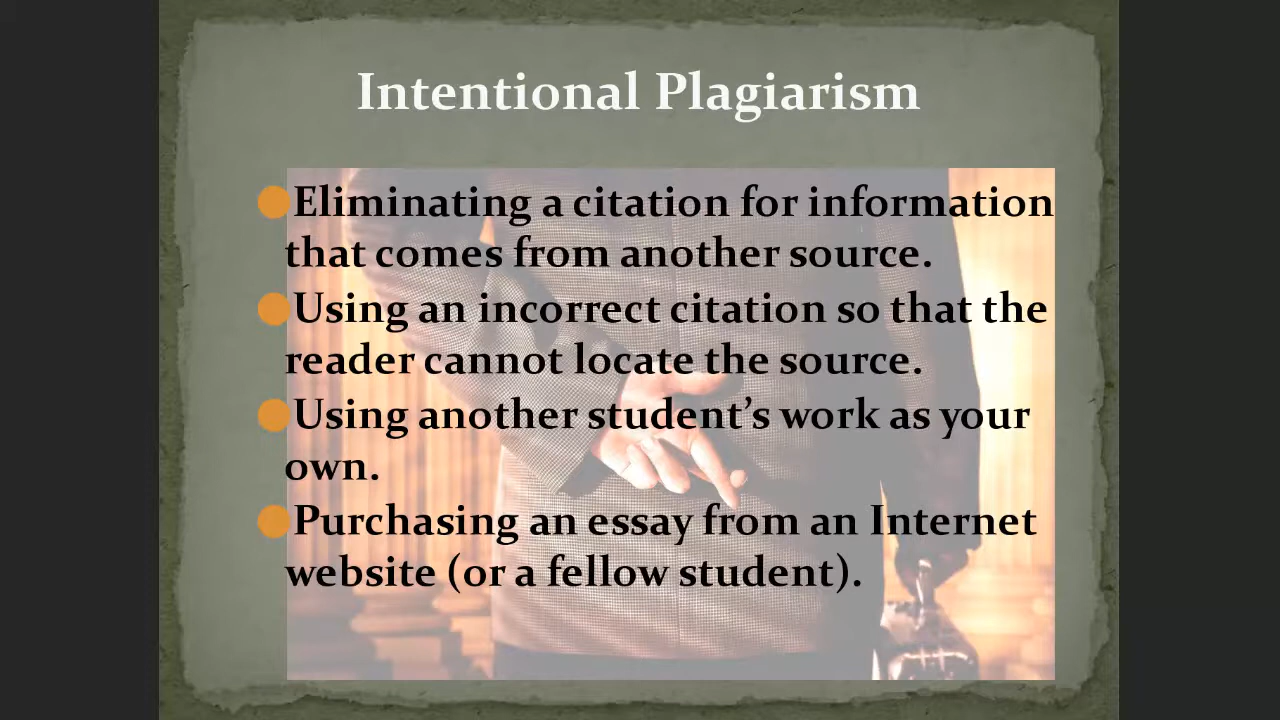 Intentional Plagiarism
Eliminating a citation for information
that comes from another source.
Using an incorrect citation so that the
reader cannot locate the source.
Using another student’s work as your
own.
Purchasing an essay from an Internet
website (or a fellow student).